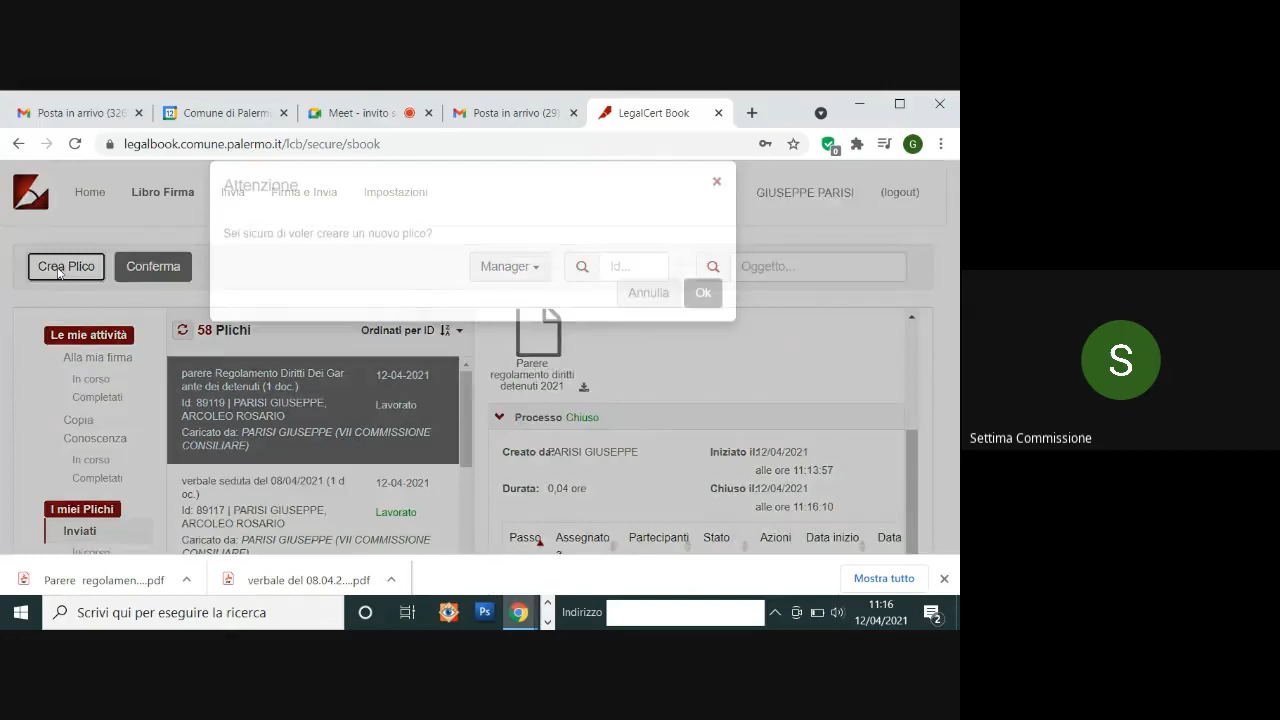 Posta in arrivo (326
Comune di Palermo
Meet - invito s
Posta in arrivo (29)
LegalCert Book
legalbook.comune.palermo.it/lcb/secure/sbook
0
G
Home
Libro Firma
Invia
Firma e Invia
Impostazioni
GIUSEPPE PARISI
(logout)
Attenzione
Sei sicuro di voler creare un nuovo plico?
Crea Plico
Conferma
Manager
Id...
Oggetto...
Annulla
Ok
Le mie attività
Alla mia firma
In corso
Completati
Copia
Conoscenza
In corso
Completati
I miei Plichi
Inviati
In corso
58 Plichi
Ordinati per ID
parere Regolamento Diritti Dei Gar
ante dei detenuti (1 doc.)
12-04-2021
Id: 89119 | PARISI GIUSEPPE,
ARCOLEO ROSARIO
Lavorato
Caricato da: PARISI GIUSEPPE (VII COMMISSIONE
CONSILIARE)
verbale seduta del 08/04/2021 (1 d
oc.)
12-04-2021
Id: 89117 | PARISI GIUSEPPE,
ARCOLEO ROSARIO
Lavorato
Caricato da: PARISI GIUSEPPE (VII COMMISSIONE
CONSILIARE)
Parere
regolamento diritti
detenuti 2021
Processo Chiuso
Creato da: PARISI GIUSEPPE
Iniziato il: 12/04/2021
alle ore 11:13:57
Durata: 0,04 ore
Chiuso il: 12/04/2021
alle ore 11:16:10
Passo
Assegnato
a
Partecipanti
Stato
Azioni
Data inizio
Data
Parere regolamen....pdf
verbale del 08.04.2....pdf
Mostra tutto
Scrivi qui per eseguire la ricerca
Ps
Indirizzo
11:16
12/04/2021
2
S
Settima Commissione